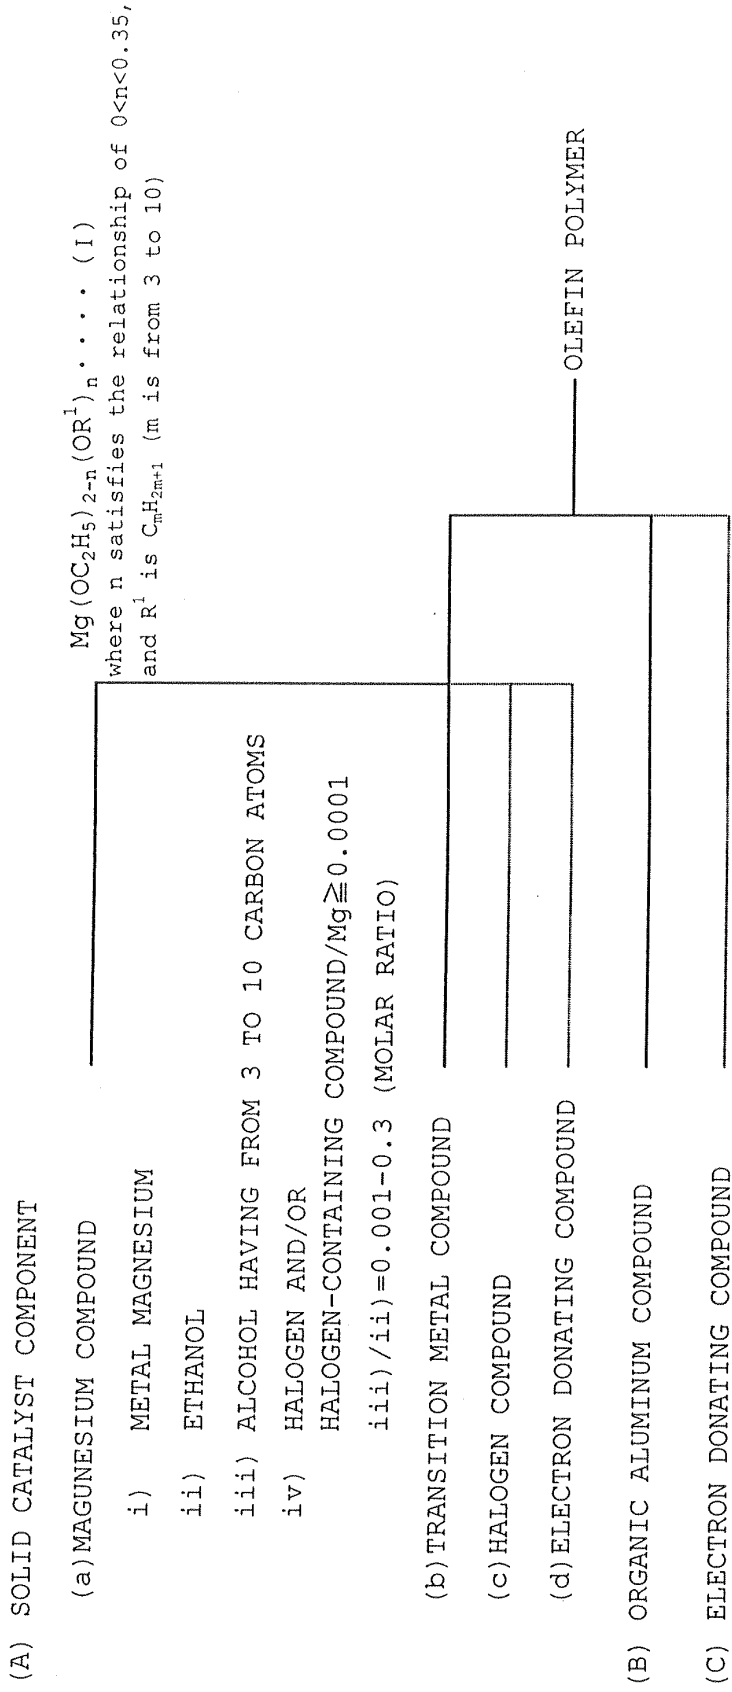 (A) SOLID CATALYST COMPONENT
(a)MAGUNESIUM COMPOUND
i) METAL MAGNESIUM
ii) ETHANOL
iii) ALCOHOL HAVING FROM 3 TO 10 CARBON ATOMS
iv) HALOGEN AND/OR
HALOGEN-CONTAINING COMPOUND/Mg≧0.0001
iii)/ii)=0.001-0.3 (MOLAR RATIO)
Mg(OC₂H₅)₂₋ₙ(OR¹)ₙ・・・・(I)
where n satisfies the relationship of 0<n<0.35,
and R¹ is CₘH₂ₘ₊₁ (m is from 3 to 10)
(b)TRANSITION METAL COMPOUND
(c)HALOGEN COMPOUND
(d)ELECTRON DONATING COMPOUND
OLEFIN POLYMER
(B) ORGANIC ALUMINUM COMPOUND
(C) ELECTRON DONATING COMPOUND